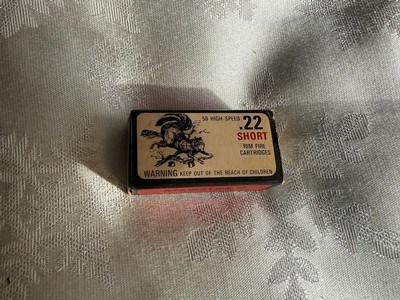 50 HIGH SPEED
.22
SHORT
RIM FIRE
CARTRIDGES
WARNING KEEP OUT OF THE REACH OF CHILDREN